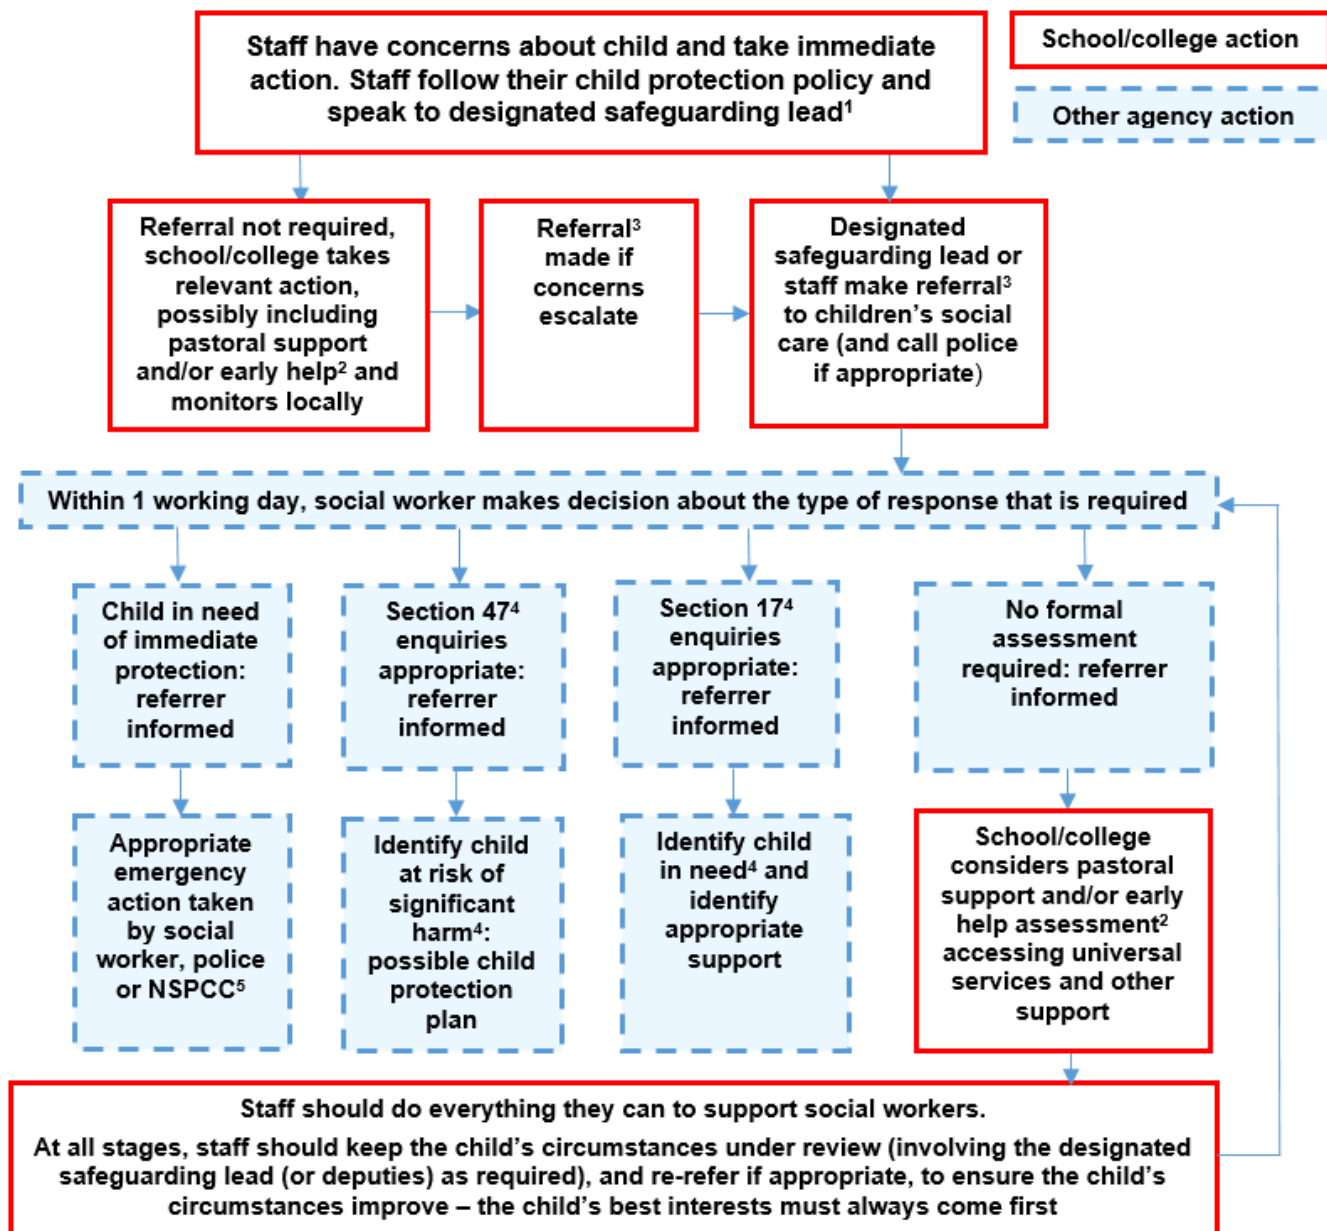 Staff have concerns about child and take immediate
action. Staff follow their child protection policy and
speak to designated safeguarding lead¹
School/college action
Other agency action
Referral not required,
school/college takes
relevant action,
possibly including
pastoral support
and/or early help² and
monitors locally
Referral³
made if
concerns
escalate
Designated
safeguarding lead or
staff make referral³
to children’s social
care (and call police
if appropriate)
Within 1 working day, social worker makes decision about the type of response that is required
Child in need
of immediate
protection:
referrer
informed
Section 47⁴
enquiries
appropriate:
referrer
informed
Section 17⁴
enquiries
appropriate:
referrer
informed
No formal
assessment
required: referrer
informed
Appropriate
emergency
action taken
by social
worker, police
or NSPCC⁵
Identify child
at risk of
significant
harm⁴:
possible child
protection
plan
Identify child
in need⁴ and
identify
appropriate
support
School/college
considers pastoral
support and/or early
help assessment²
accessing universal
services and other
support
Staff should do everything they can to support social workers.
At all stages, staff should keep the child’s circumstances under review (involving the designated
safeguarding lead (or deputies) as required), and re-refer if appropriate, to ensure the child’s
circumstances improve – the child’s best interests must always come first